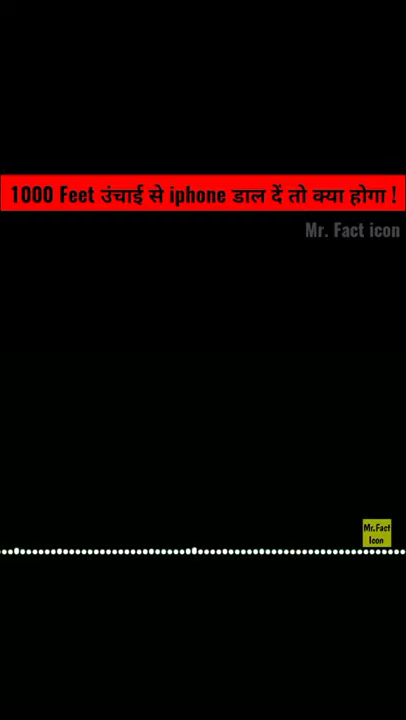 1000 Feet उंचाई से iphone डाल दें तो क्या होगा !
Mr. Fact icon
Mr.Fact
Icon